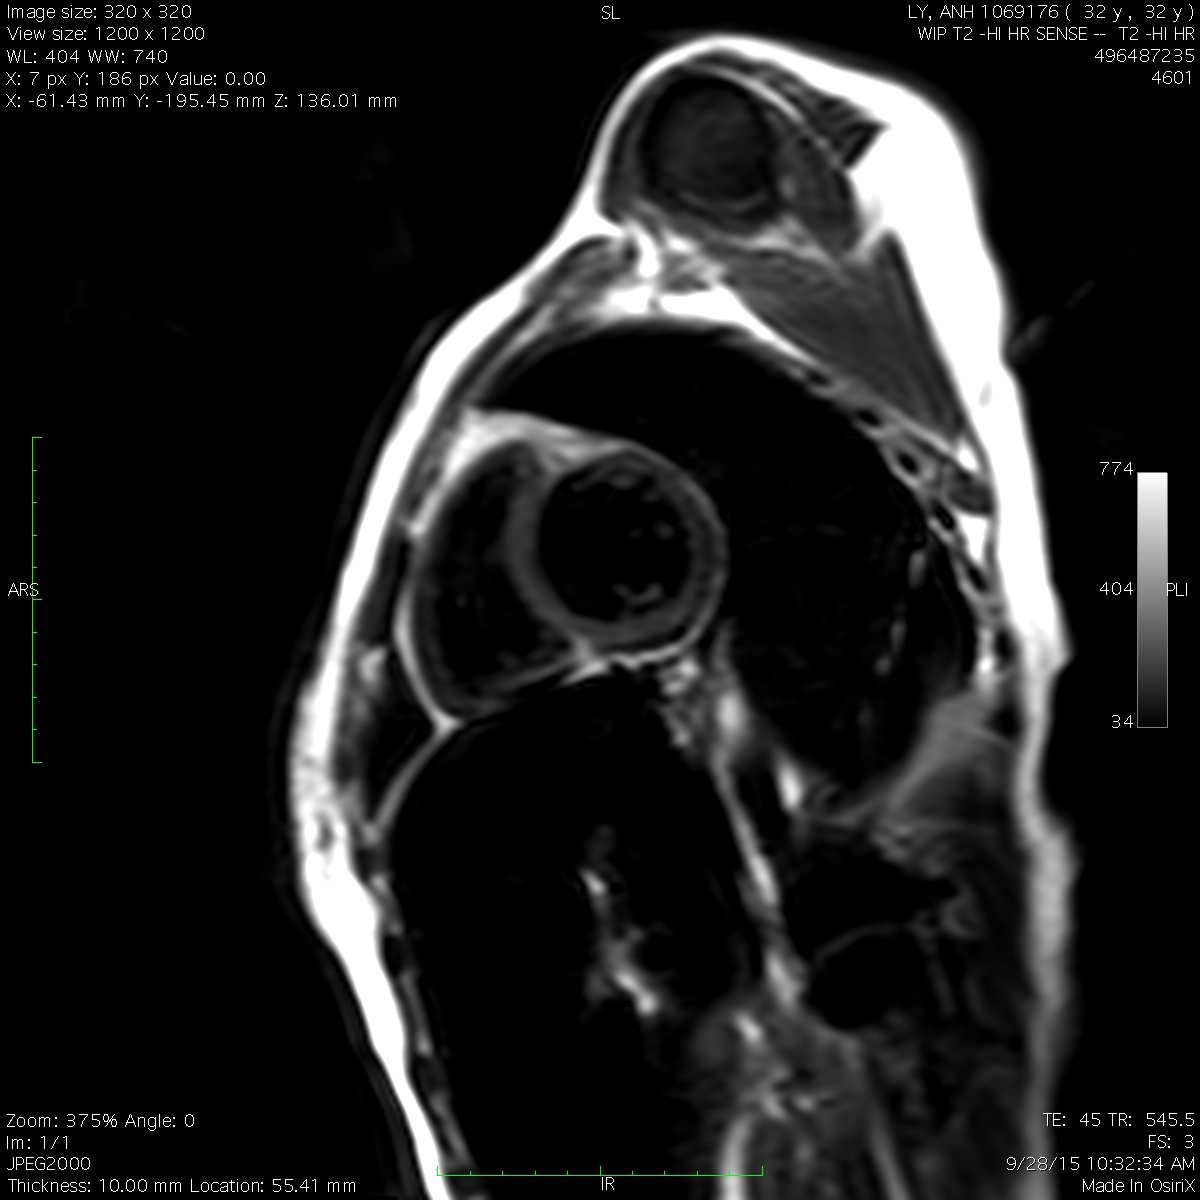 Image size: 320 x 320
View size: 1200 x 1200
WL: 404 WW: 740
X: 7 px Y: 186 px Value: 0.00
X: -61.43 mm Y: -195.45 mm Z: 136.01 mm
SL
LY, ANH 1069176 ( 32 y , 32 y )
WIP T2 -HI HR SENSE -- T2 -HI HR
496487235
4601
774
ARS
404
PLI
34
Zoom: 375% Angle: 0
Im: 1/1
JPEG2000
Thickness: 10.00 mm Location: 55.41 mm
IR
TE: 45 TR: 545.5
FS: 3
9/28/15 10:32:34 AM
Made In OsiriX